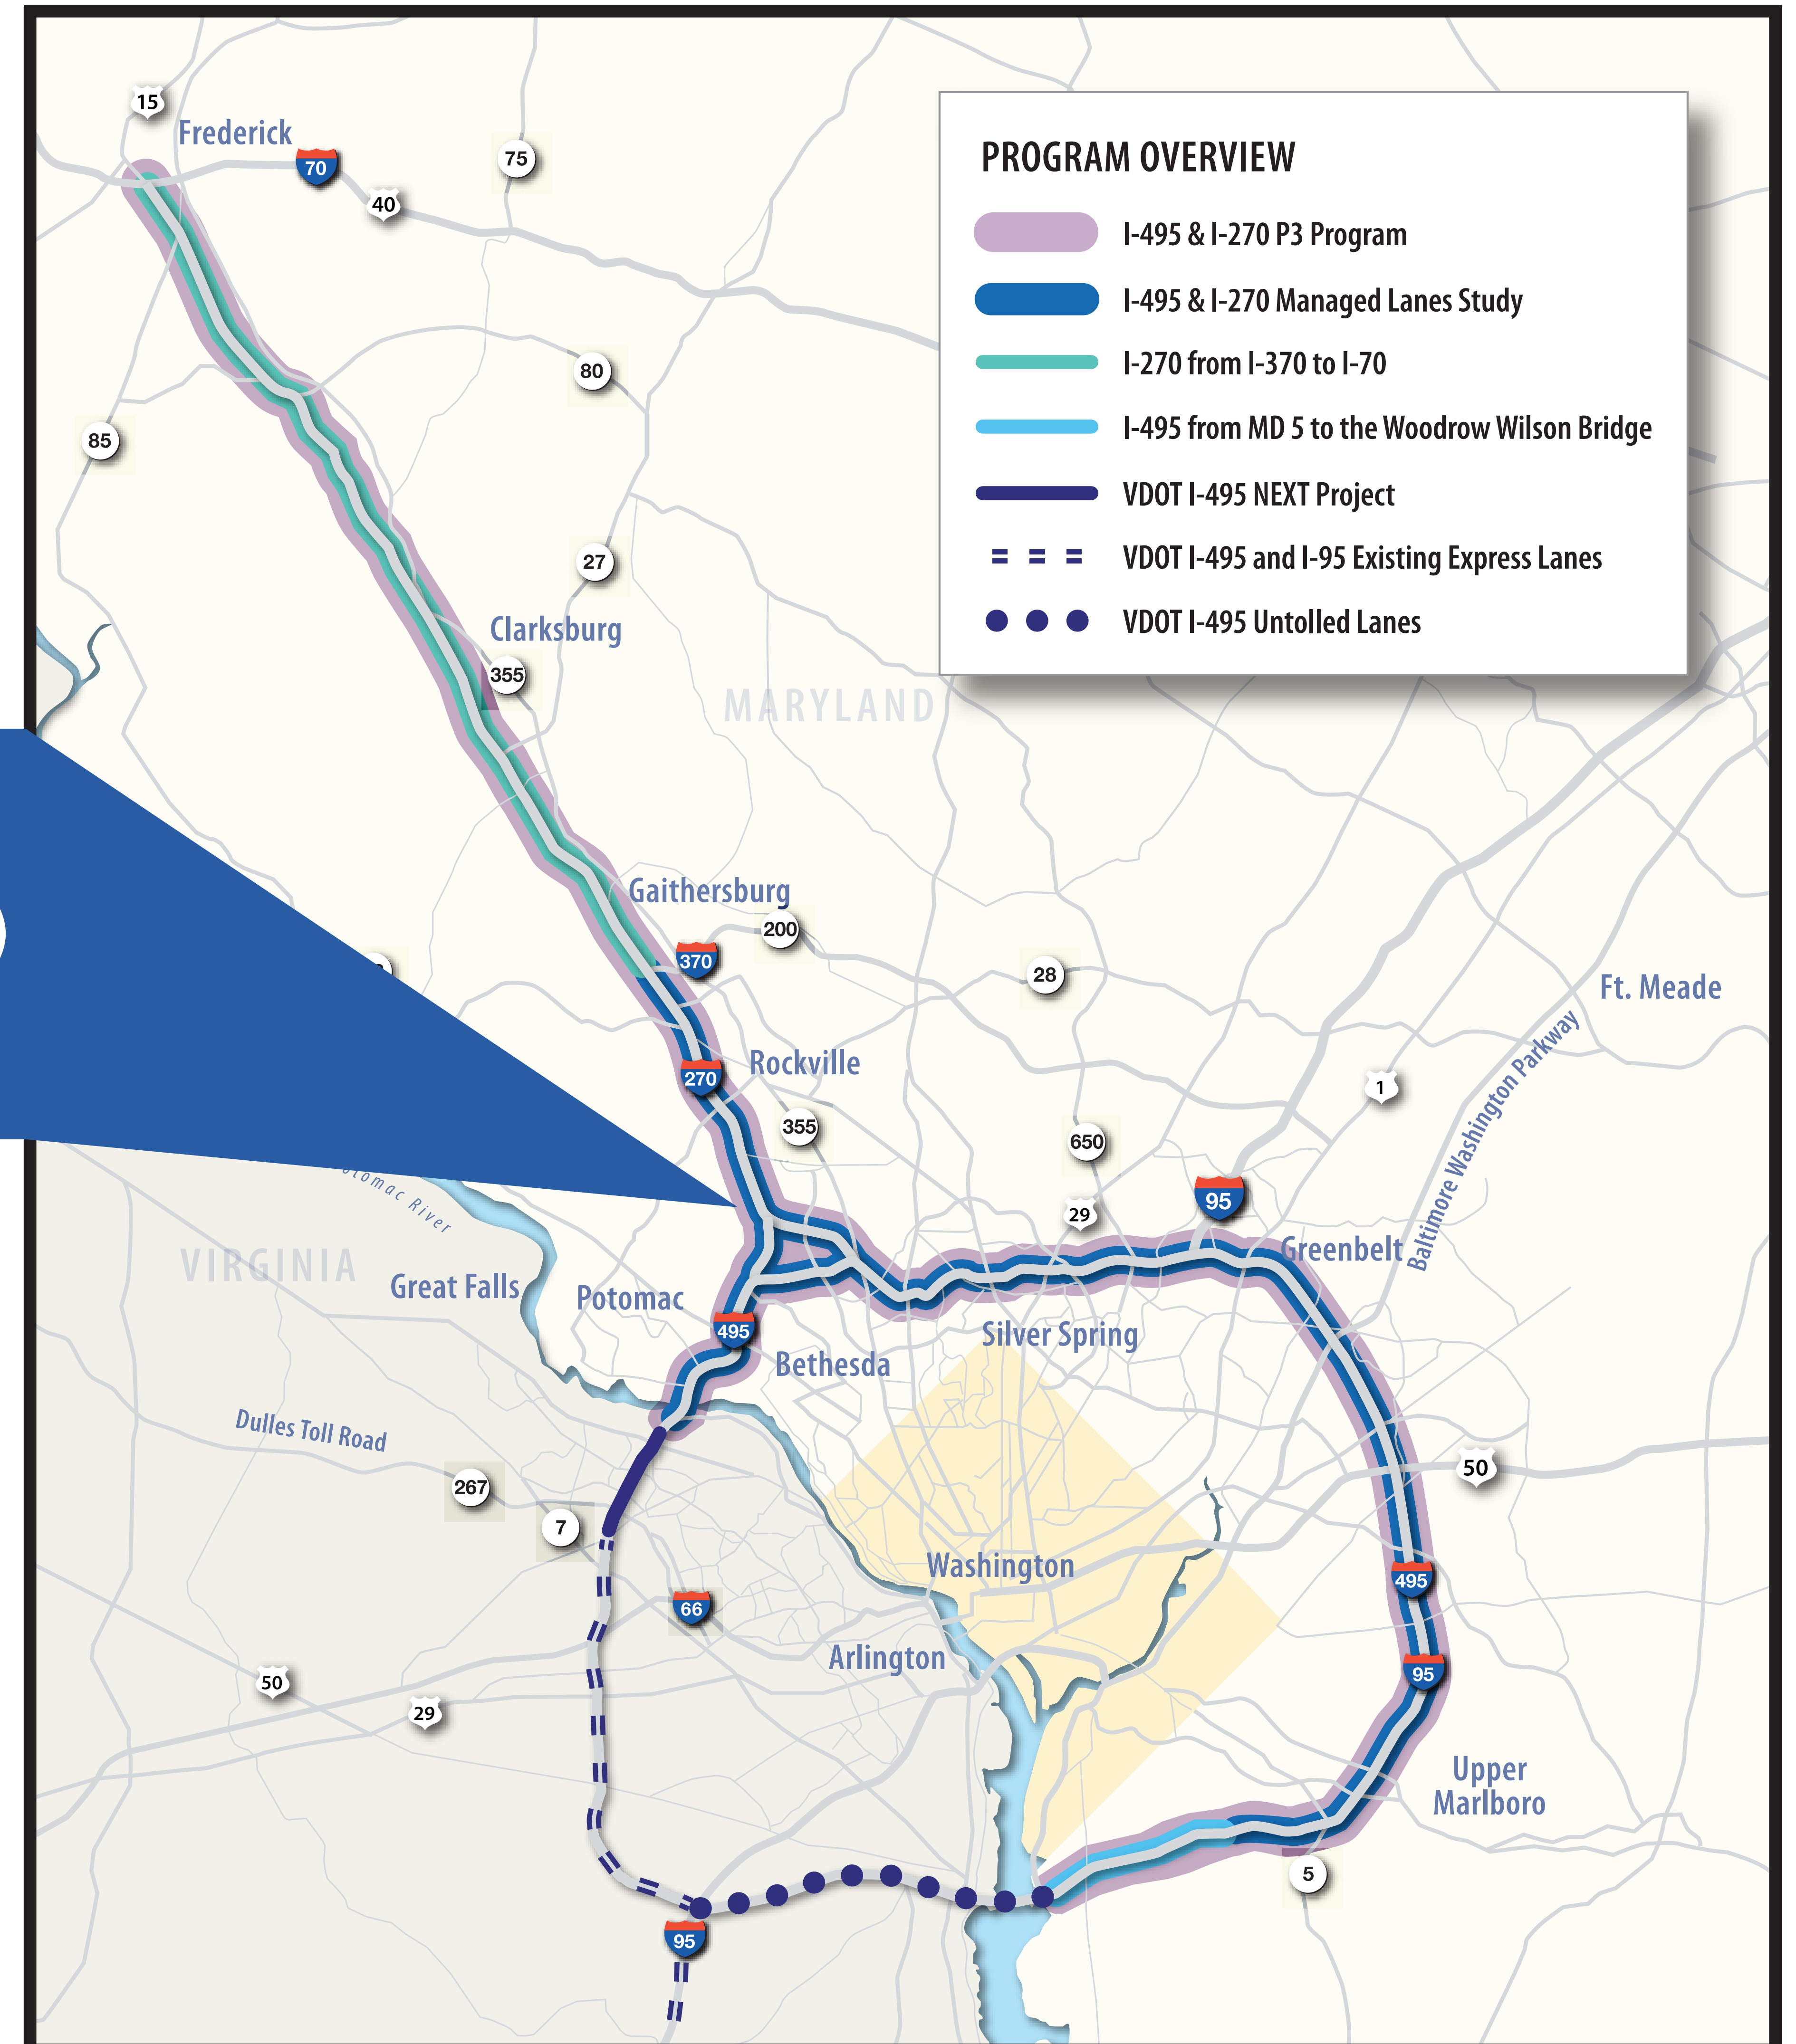 15
Frederick
70
75
40
PROGRAM OVERVIEW
I-495 & I-270 P3 Program
I-495 & I-270 Managed Lanes Study
I-270 from I-370 to I-70
I-495 from MD 5 to the Woodrow Wilson Bridge
VDOT I-495 NEXT Project
VDOT I-495 and I-95 Existing Express Lanes
VDOT I-495 Untolled Lanes
80
85
27
Clarksburg
355
MARYLAND
Gaithersburg
200
370
28
Ft. Meade
Rockville
270
1
Baltimore Washington Parkway
355
650
95
29
River
Greenbelt
VIRGINIA
Great Falls
Potomac
495
Silver Spring
Bethesda
Dulles Toll Road
50
267
7
Washington
495
66
Arlington
95
50
29
Upper
Marlboro
5
95